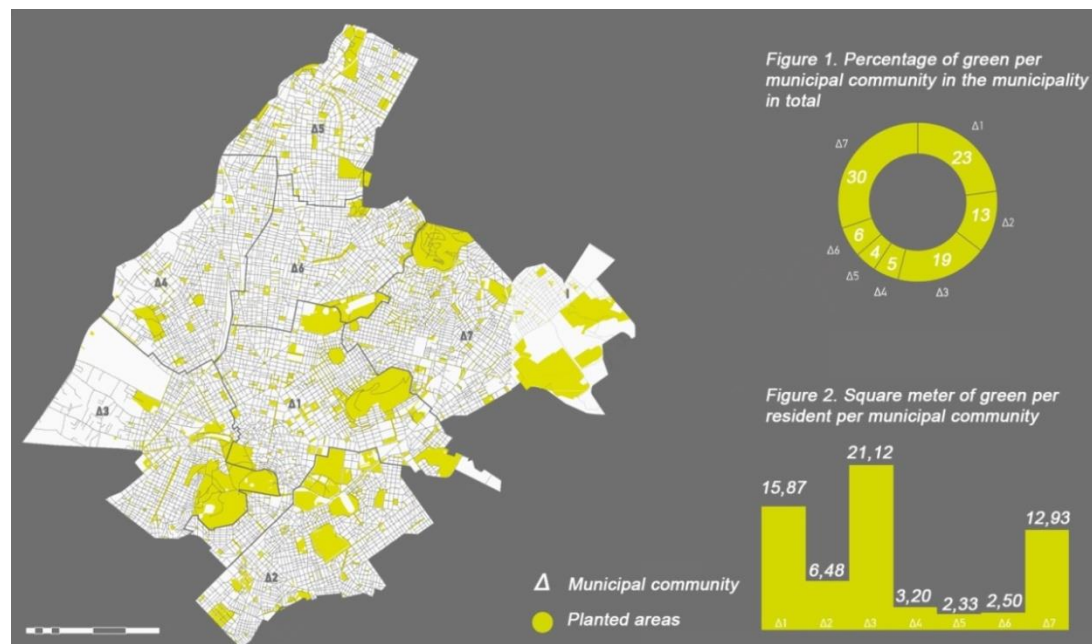 Δ5
Δ6
Δ4
Δ7
Δ3
Δ1
Δ2
Δ Municipal community
Planted areas
Figure 1. Percentage of green per
municipal community in the municipality
in total
Δ1
Δ7
23
30
13
Δ2
6
4
5
19
Δ6
Δ5
Δ4
Δ3
Figure 2. Square meter of green per
resident per municipal community
21,12
15,87
12,93
6,48
3,20
2,33
2,50
Δ1 Δ2 Δ3 Δ4 Δ5 Δ6 Δ7